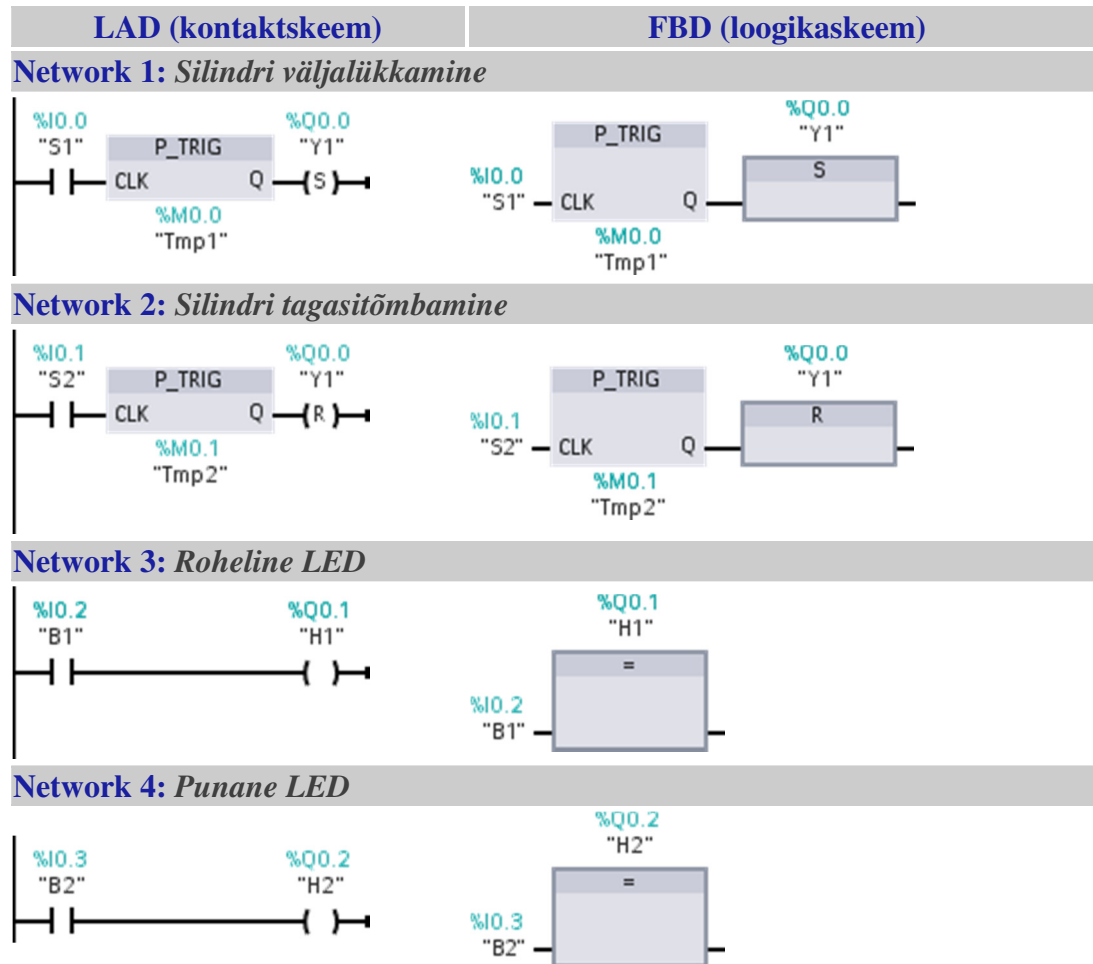 LAD (kontaktskeem) FBD (loogikaskeem)
Network 1: Silindri väljalükkamine
%I0.0 %Q0.0
"S1" P_TRIG "Y1"
CLK Q S
%M0.0
"Tmp1"
%Q0.0
P_TRIG "Y1"
%I0.0 S
"S1" CLK Q
%M0.0
"Tmp1"
Network 2: Silindri tagasitõmbamine
%I0.1 %Q0.0
"S2" P_TRIG "Y1"
CLK Q R
%M0.1
"Tmp2"
%Q0.0
P_TRIG "Y1"
%I0.1 R
"S2" CLK Q
%M0.1
"Tmp2"
Network 3: Roheline LED
%I0.2 %Q0.1
"B1" "H1"
%Q0.1
"H1"
=
%I0.2
"B1"
Network 4: Punane LED
%I0.3 %Q0.2
"B2" "H2"
%Q0.2
"H2"
=
%I0.3
"B2"